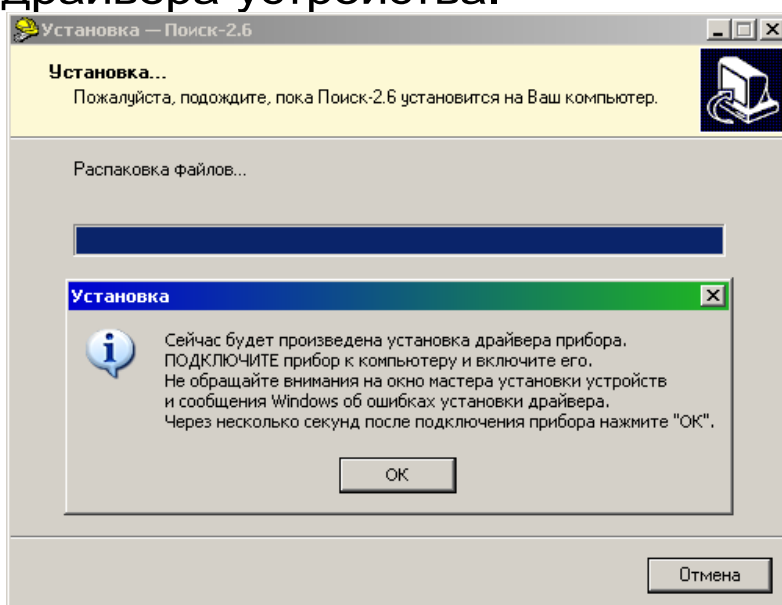 драйвера устройства.
Установка — Поиск-2.6
Установка...
Пожалуйста, подождите, пока Поиск-2.6 установится на Ваш компьютер.
Распаковка файлов...
Установка
Сейчас будет произведена установка драйвера прибора.
ПОДКЛЮЧИТЕ прибор к компьютеру и включите его.
Не обращайте внимания на окно мастера установки устройств
и сообщения Windows об ошибках установки драйвера.
Через несколько секунд после подключения прибора нажмите "ОК".
ОК
Отмена